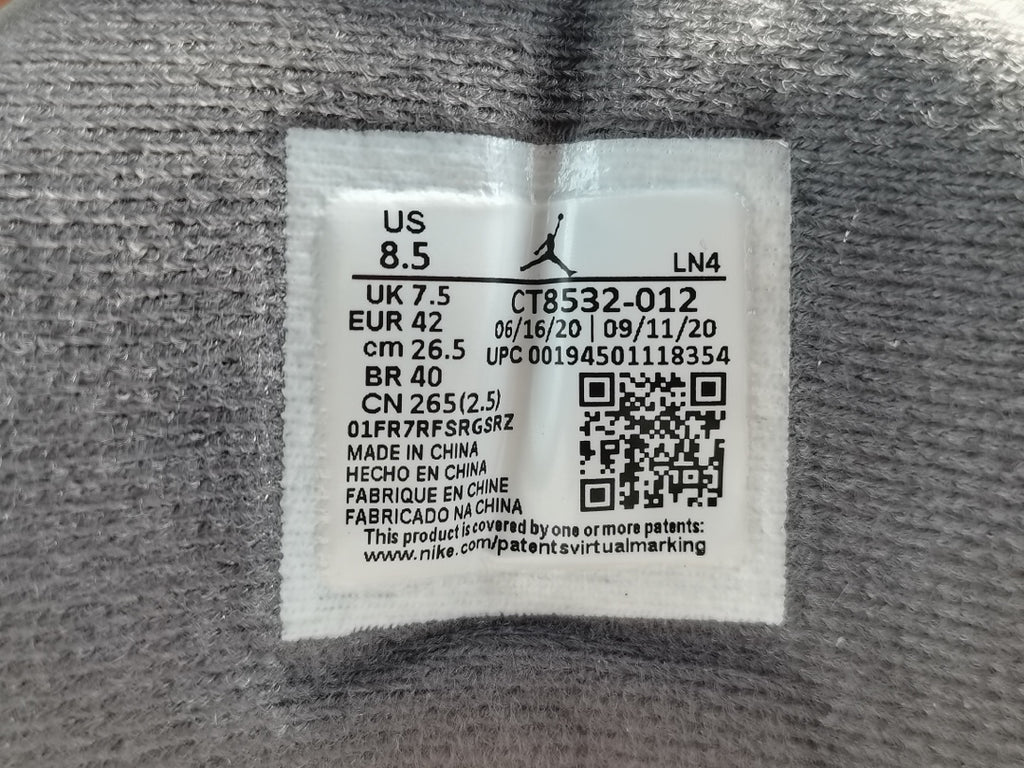 US
8.5
LN4
UK 7.5
CT8532-012
EUR 42
06/16/20 | 09/11/20
cm 26.5
UPC 00194501118354
BR 40
CN 265(2.5)
01FR7RFSRGSRZ
MADE IN CHINA
HECHO EN CHINA
FABRIQUE EN CHINE
FABRICADO NA CHINA
This product is covered by one or more patents:
www.nike.com/patentsvirtualmarking